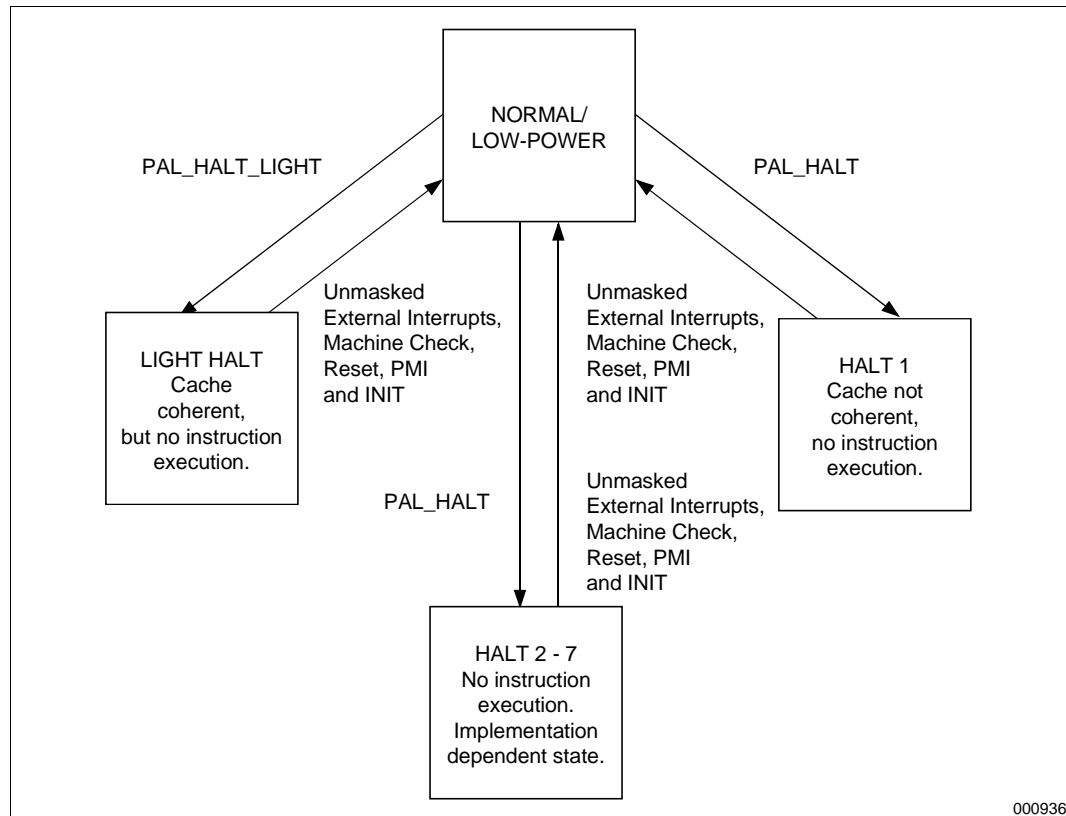 NORMAL/
LOW-POWER
PAL_HALT_LIGHT
PAL_HALT
Unmasked
External Interrupts,
Machine Check,
Reset, PMI
and INIT
Unmasked
External Interrupts,
Machine Check,
Reset, PMI
and INIT
LIGHT HALT
Cache
coherent,
but no instruction
execution.
HALT 1
Cache not
coherent,
no instruction
execution.
PAL_HALT
Unmasked
External Interrupts,
Machine Check,
Reset, PMI
and INIT
HALT 2 - 7
No instruction
execution.
Implementation
dependent state.
000936